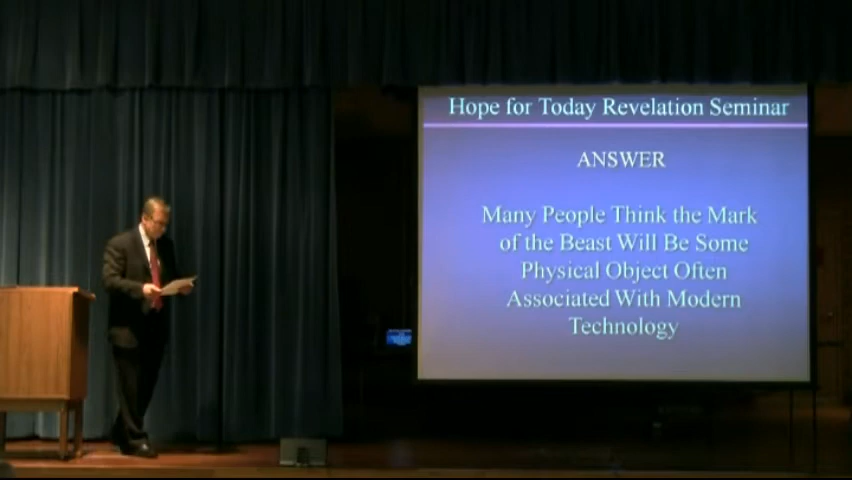 Hope for Today Revelation Seminar
ANSWER
Many People Think the Mark
of the Beast Will Be Some
Physical Object Often
Associated With Modern
Technology